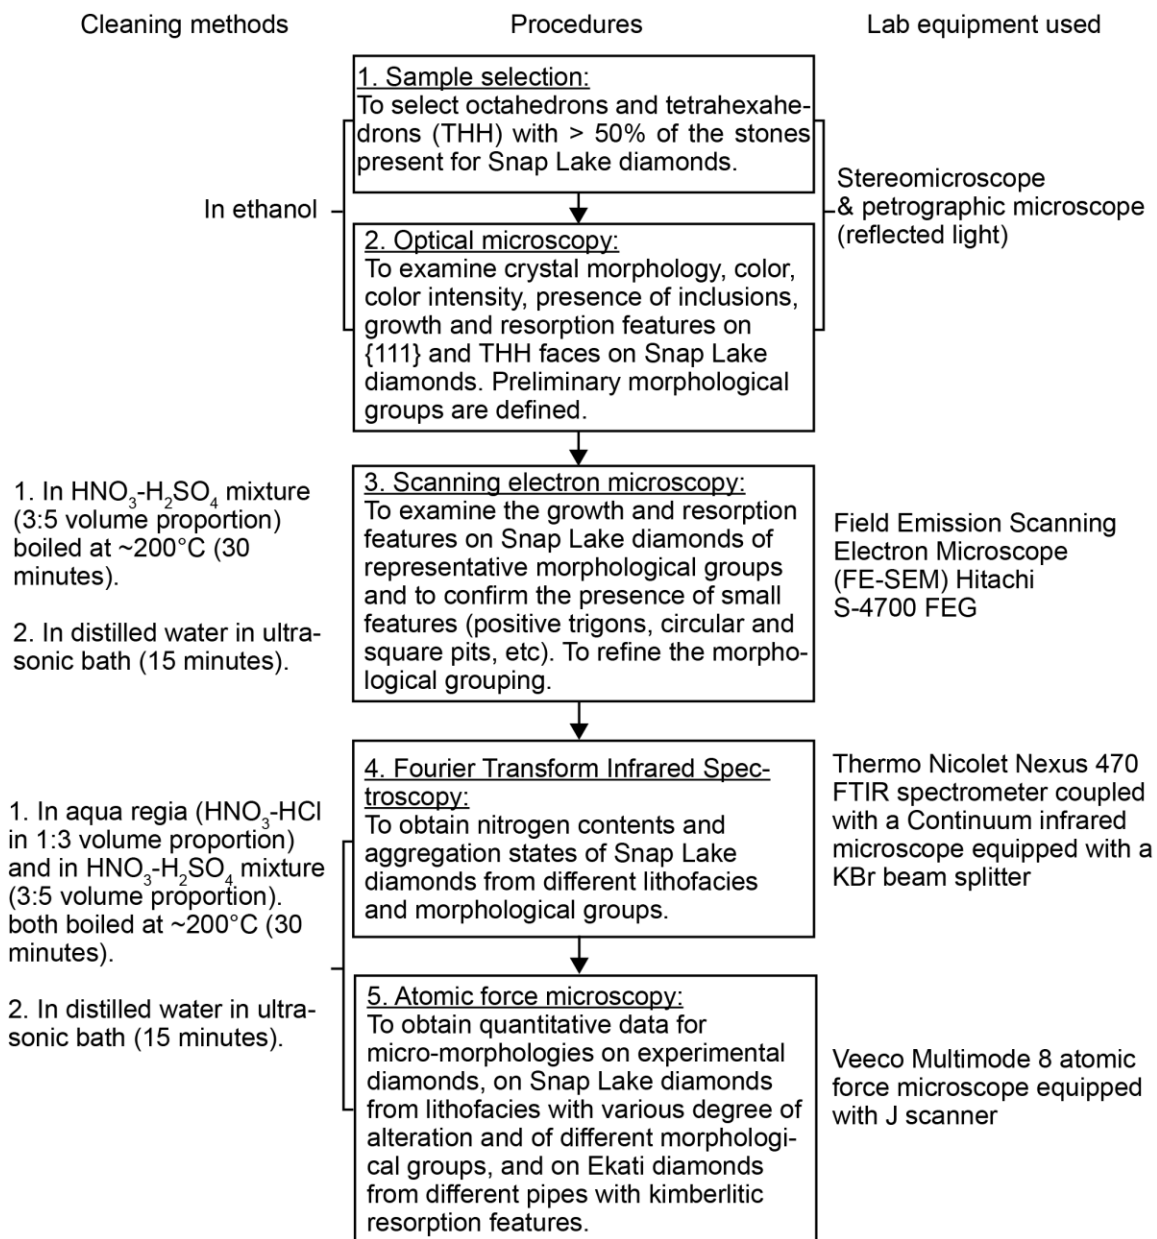 Cleaning methods
Procedures
Lab equipment used
1. Sample selection:
To select octahedrons and tetrahexahe-
drons (THH) with > 50% of the stones
present for Snap Lake diamonds.
In ethanol
Stereomicroscope
& petrographic microscope
(reflected light)
2. Optical microscopy:
To examine crystal morphology, color,
color intensity, presence of inclusions,
growth and resorption features on
{111} and THH faces on Snap Lake
diamonds. Preliminary morphological
groups are defined.
1. In HNO₃-H₂SO₄ mixture
(3:5 volume proportion)
boiled at ~200°C (30
minutes).
2. In distilled water in ultra-
sonic bath (15 minutes).
3. Scanning electron microscopy:
To examine the growth and resorption
features on Snap Lake diamonds of
representative morphological groups
and to confirm the presence of small
features (positive trigons, circular and
square pits, etc). To refine the morpho-
logical grouping.
Field Emission Scanning
Electron Microscope
(FE-SEM) Hitachi
S-4700 FEG
1. In aqua regia (HNO₃-HCl
in 1:3 volume proportion)
and in HNO₃-H₂SO₄ mixture
(3:5 volume proportion).
both boiled at ~200°C (30
minutes).
2. In distilled water in ultra-
sonic bath (15 minutes).
4. Fourier Transform Infrared Spec-
troscopy:
To obtain nitrogen contents and
aggregation states of Snap Lake
diamonds from different lithofacies
and morphological groups.
Thermo Nicolet Nexus 470
FTIR spectrometer coupled
with a Continuum infrared
microscope equipped with a
KBr beam splitter
5. Atomic force microscopy:
To obtain quantitative data for
micro-morphologies on experimental
diamonds, on Snap Lake diamonds
from lithofacies with various degree of
alteration and of different morphologi-
cal groups, and on Ekati diamonds
from different pipes with kimberlitic
resorption features.
Veeco Multimode 8 atomic
force microscope equipped
with J scanner